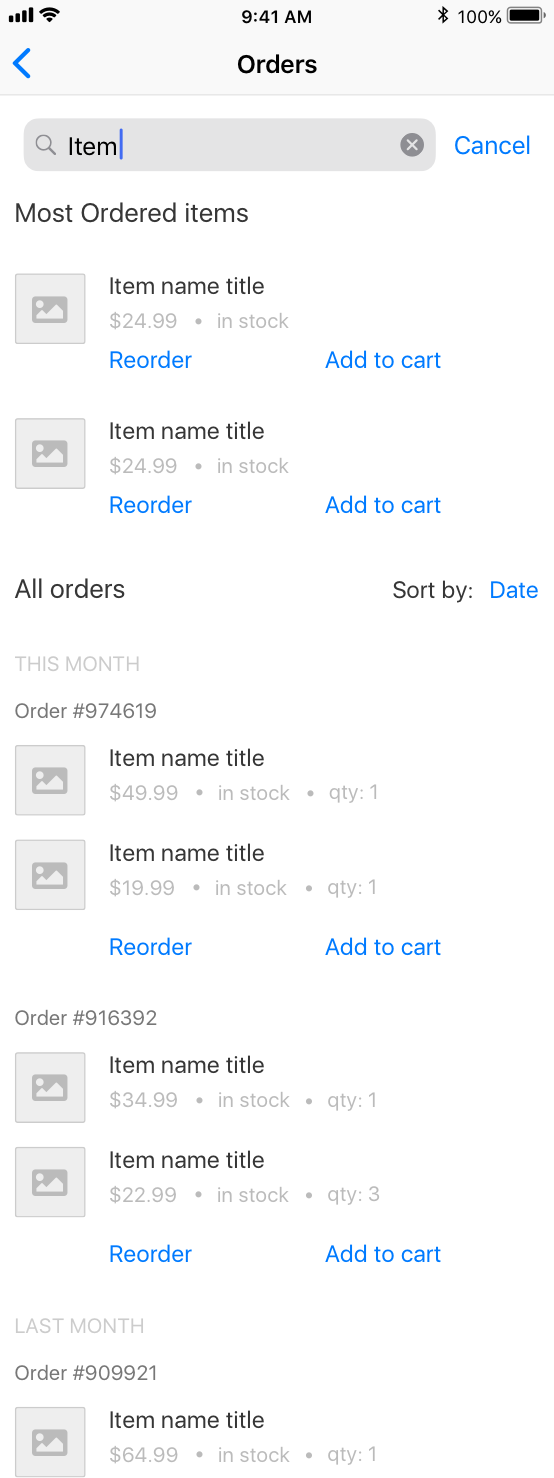 9:41 AM 100%
Orders
Item Cancel
Most Ordered items
Item name title
$24.99 • in stock
Reorder Add to cart
Item name title
$24.99 • in stock
Reorder Add to cart
All orders Sort by: Date
THIS MONTH
Order #974619
Item name title
$49.99 • in stock • qty: 1
Item name title
$19.99 • in stock • qty: 1
Reorder Add to cart
Order #916392
Item name title
$34.99 • in stock • qty: 1
Item name title
$22.99 • in stock • qty: 3
Reorder Add to cart
LAST MONTH
Order #909921
Item name title
$64.99 • in stock • qty: 1